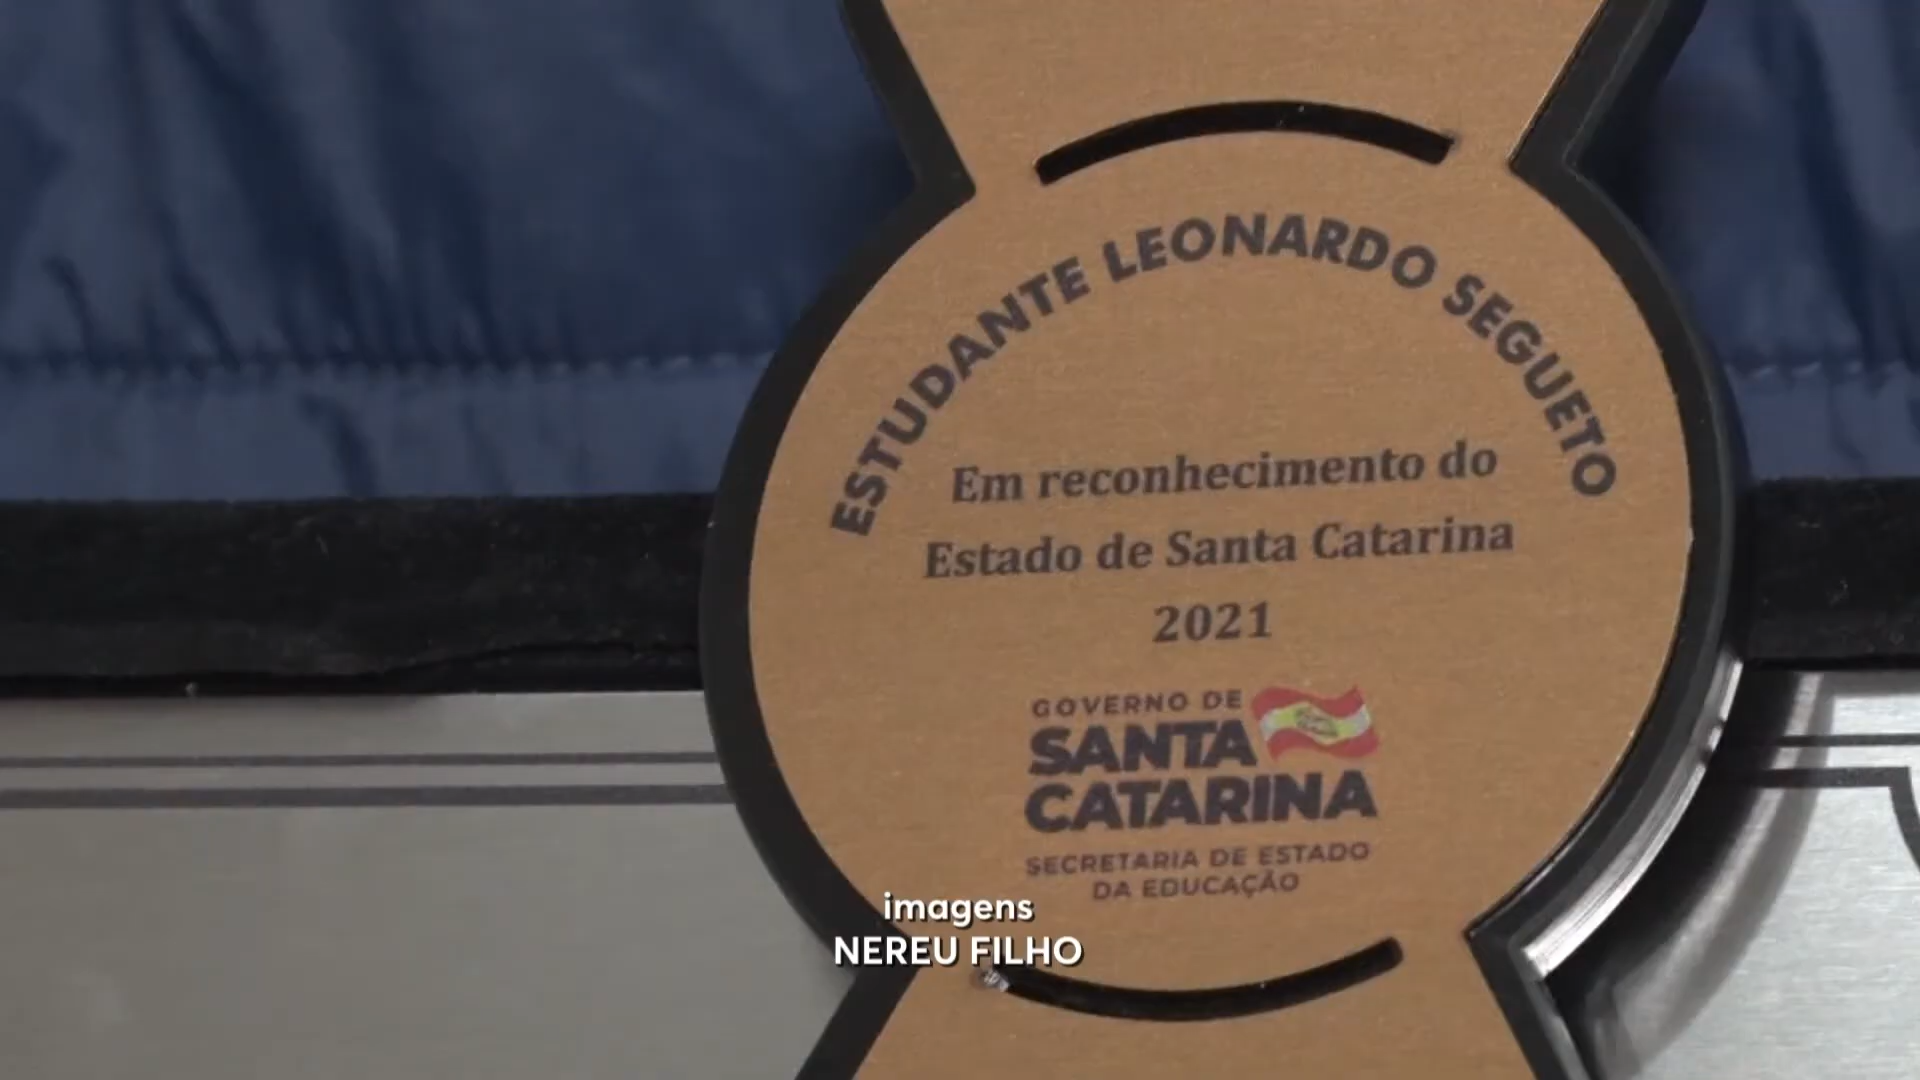 ESTUDANTE LEONARDO SEGUETO
Em reconhecimento do
Estado de Santa Catarina
2021
GOVERNO DE
SANTA
CATARINA
SECRETARIA DE ESTADO
DA EDUCAÇÃO
imagens
NEREU FILHO